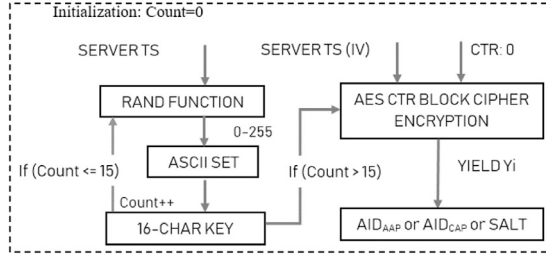 Initialization: Count=0
SERVER TS
SERVER TS (IV)
CTR: 0
RAND FUNCTION
AES CTR BLOCK CIPHER
ENCRYPTION
0-255
ASCII SET
If (Count <= 15)
If (Count > 15)
YIELD Yi
Count++
16-CHAR KEY
AIDAAP or AIDCAP or SALT